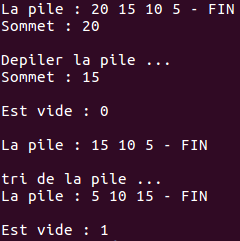 La pile : 20 15 10 5 - FIN
Sommet : 20
Depiler la pile ...
Sommet : 15
Est vide : 0
La pile : 15 10 5 - FIN
tri de la pile ...
La pile : 5 10 15 - FIN
Est vide : 1